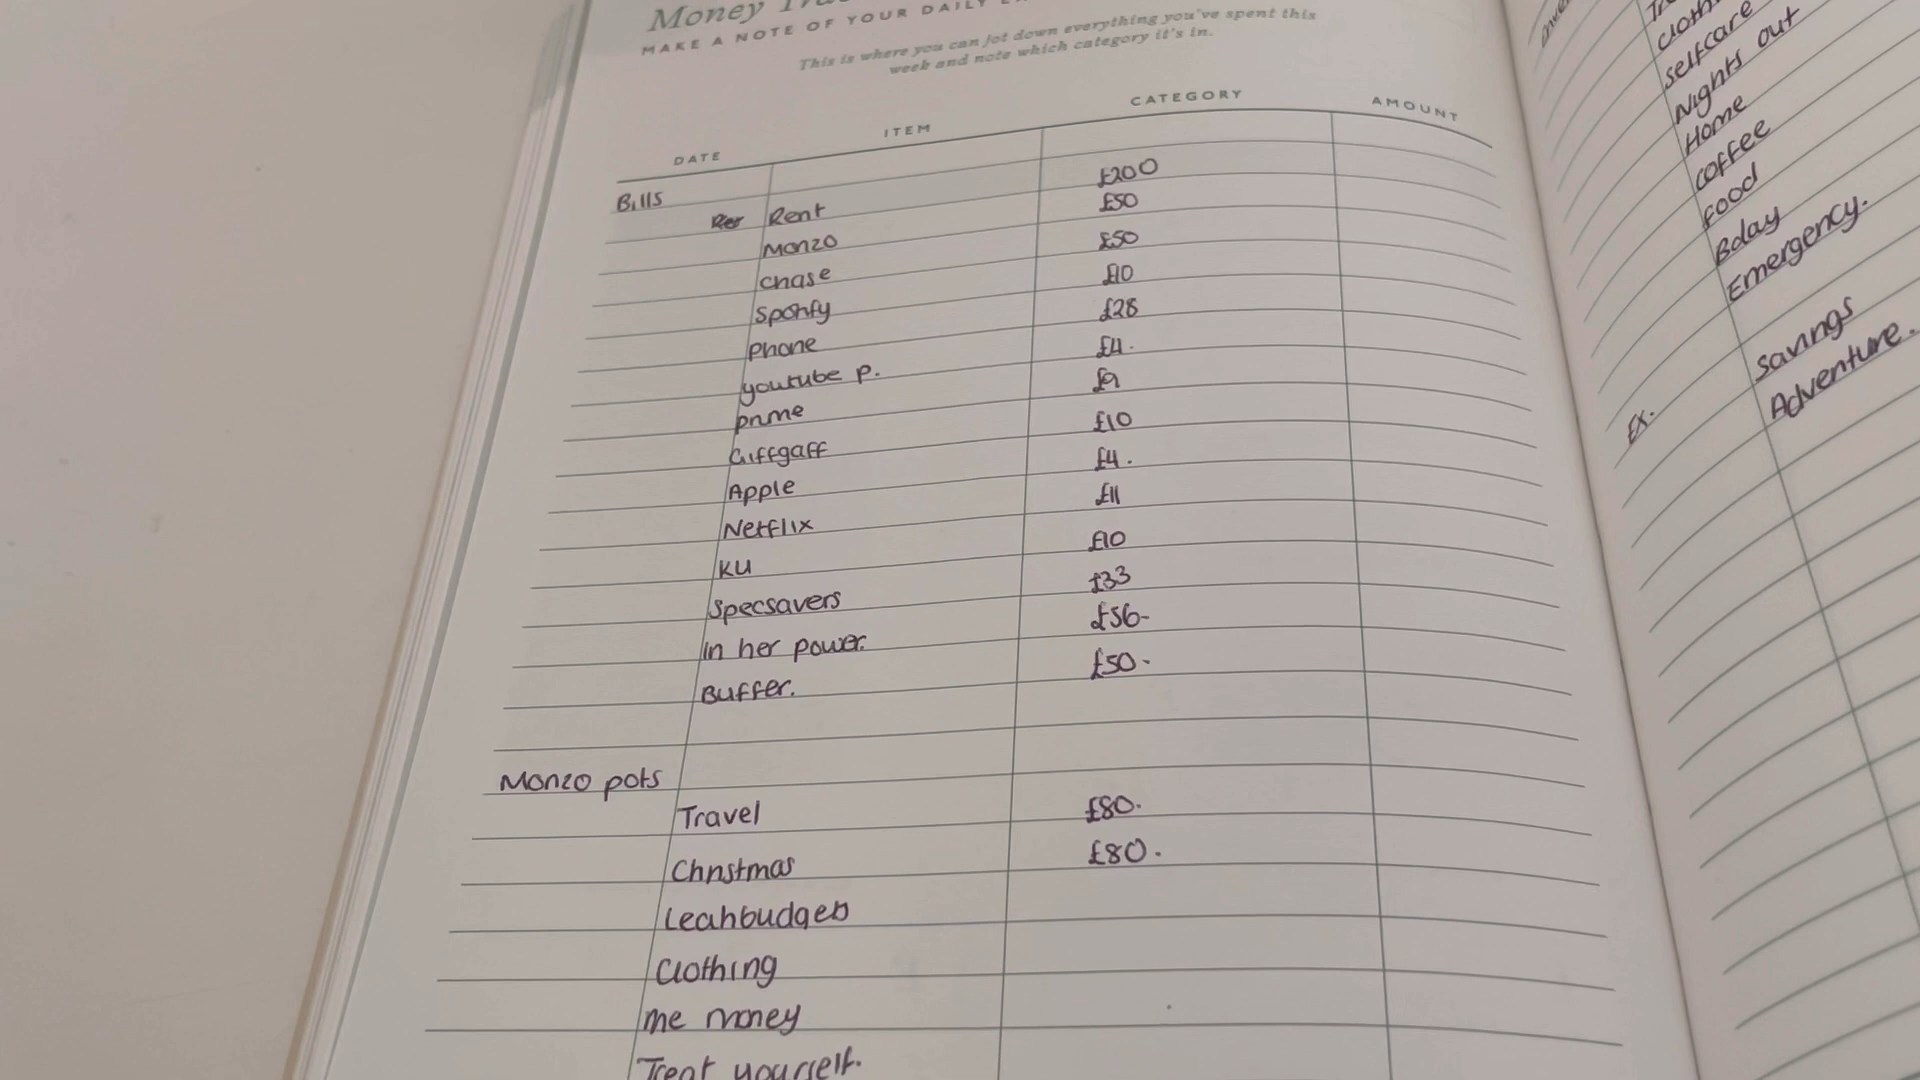 Money
MAKE A NOTE OF YOUR DAILY
This is where you can jot down everything you've spent this
week and note which category it's in.
DATE ITEM CATEGORY AMOUNT
Bills
Rent £200
Monzo £50
Chase £50
Spotify £10
Phone £28
youtube p. £4.
prime £9
Giffgaff £10
Apple £4.
Netflix £11
KU £10
Specsavers £33
In her power. £56-
Buffer. £50.
Monzo pots
Travel £80.
Christmas £80.
Leahbudgets
Clothing
me money
Treat yourself.
selfcare
Nights out
Home
Coffee
Food
Bday
Emergency.
Savings
EX. Adventure.